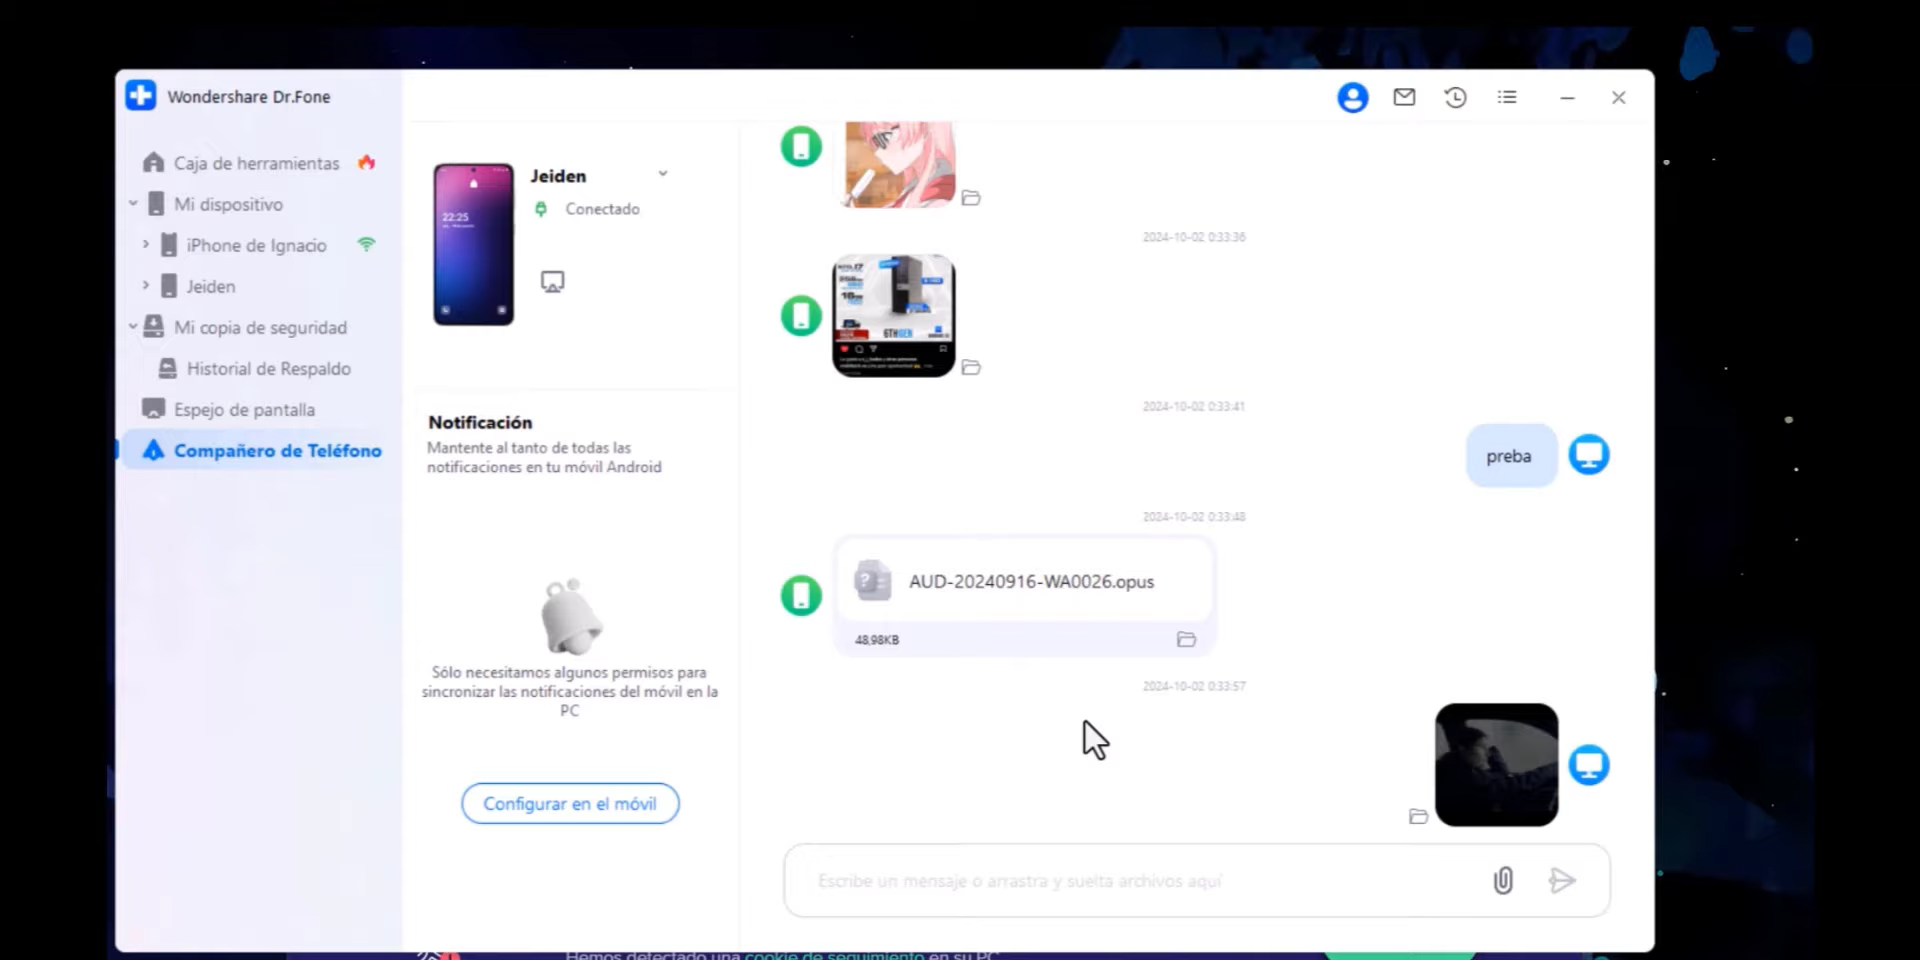 Wondershare Dr.Fone
Caja de herramientas
Mi dispositivo
iPhone de Ignacio
Jeiden
Mi copia de seguridad
Historial de Respaldo
Espejo de pantalla
Compañero de Teléfono
22:25
Jeiden
Conectado
Notificación
Mantente al tanto de todas las
notificaciones en tu móvil Android
Sólo necesitamos algunos permisos para
sincronizar las notificaciones del móvil en la
PC
Configurar en el móvil
2024-10-02 0:33:36
6THGEN
2024-10-02 0:33:41
preba
2024-10-02 0:33:48
AUD-20240916-WA0026.opus
48,98KB
2024-10-02 0:33:57
Escribe un mensaje o arrastra y suelta archivos aquí
Hemos detectado una cookie de seguimiento en su PC